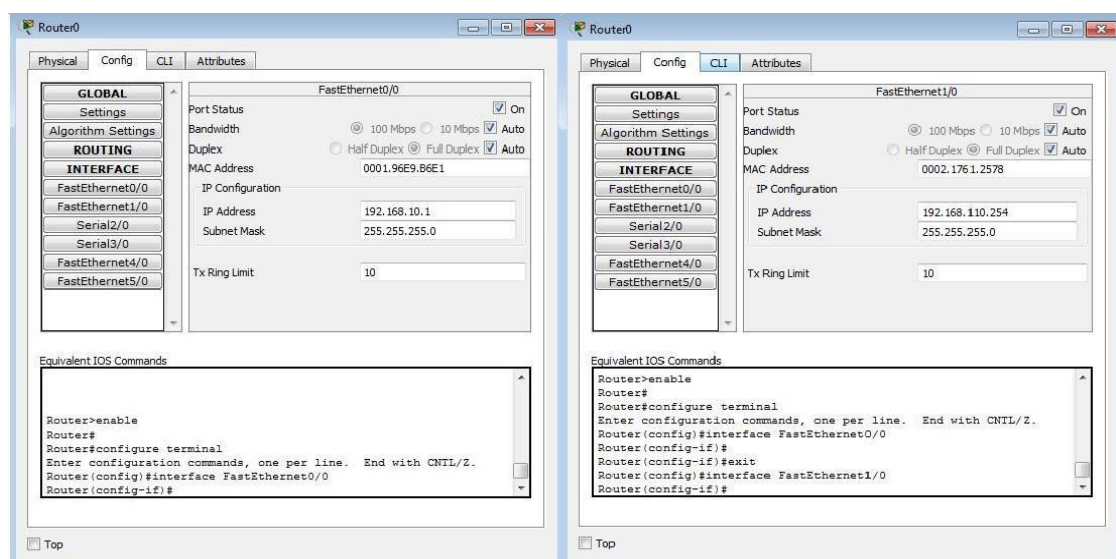 Router0
Physical Config CLI Attributes
GLOBAL
Settings
Algorithm Settings
ROUTING
INTERFACE
FastEthernet0/0
FastEthernet1/0
Serial2/0
Serial3/0
FastEthernet4/0
FastEthernet5/0
FastEthernet0/0
Port Status On
Bandwidth 100 Mbps 10 Mbps Auto
Duplex Half Duplex Full Duplex Auto
MAC Address 0001.96E9.B6E1
IP Configuration
IP Address 192.168.10.1
Subnet Mask 255.255.255.0
Tx Ring Limit 10
Equivalent IOS Commands
Router>enable
Router#
Router#configure terminal
Enter configuration commands, one per line. End with CNTL/Z.
Router(config)#interface FastEthernet0/0
Router(config-if)#
Top
Router0
Physical Config CLI Attributes
GLOBAL
Settings
Algorithm Settings
ROUTING
INTERFACE
FastEthernet0/0
FastEthernet1/0
Serial2/0
Serial3/0
FastEthernet4/0
FastEthernet5/0
FastEthernet1/0
Port Status On
Bandwidth 100 Mbps 10 Mbps Auto
Duplex Half Duplex Full Duplex Auto
MAC Address 0002.1761.2578
IP Configuration
IP Address 192.168.110.254
Subnet Mask 255.255.255.0
Tx Ring Limit 10
Equivalent IOS Commands
Router>enable
Router#
Router#configure terminal
Enter configuration commands, one per line. End with CNTL/Z.
Router(config)#interface FastEthernet0/0
Router(config-if)#
Router(config-if)#exit
Router(config)#interface FastEthernet1/0
Router(config-if)#
Top